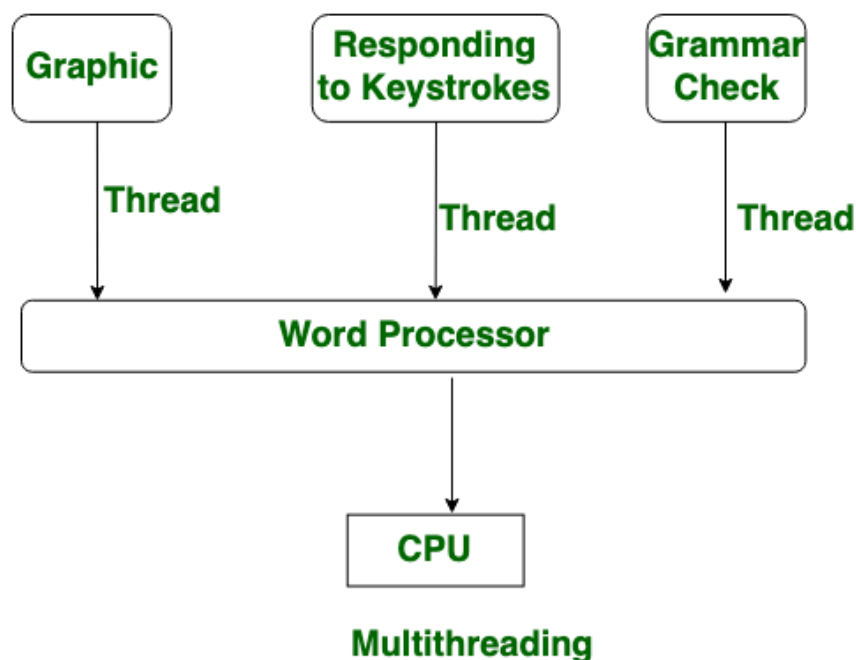 Graphic
Responding
to Keystrokes
Grammar
Check
Thread
Thread
Thread
Word Processor
CPU
Multithreading